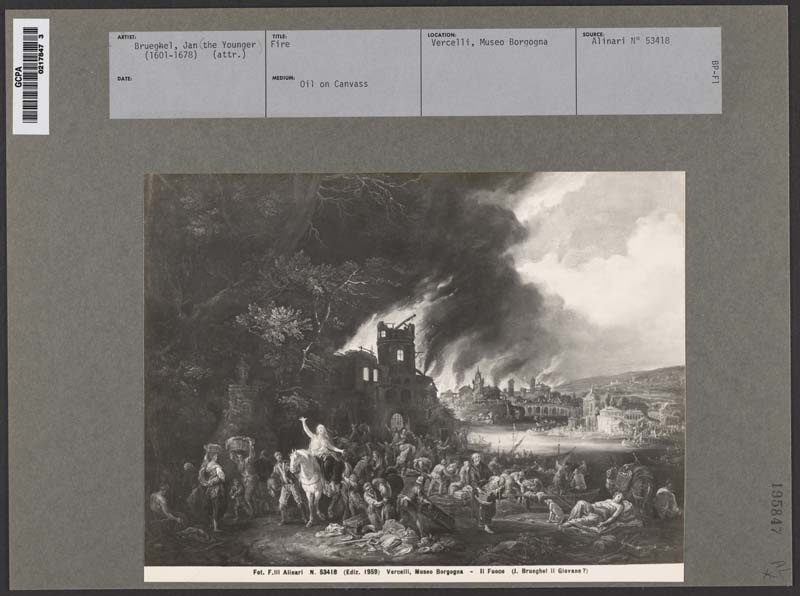 GCPA
0217847 3
ARTIST:
Brueghel, Jan (the Younger)
(1601-1678) (attr.)
DATE:
TITLE:
Fire
MEDIUM:
Oil on Canvass
LOCATION:
Vercelli, Museo Borgogna
SOURCE:
Alinari N° 53418
BP-F1
195847
Fot. F.lli Alinari N. 53418 (Ediz. 1959) Vercelli, Museo Borgogna - Il Fuoco (J. Brueghel il Giovane?)